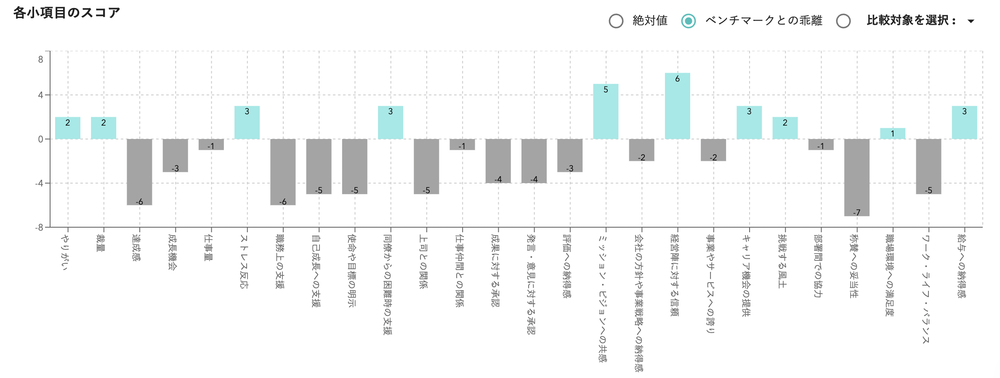 各小項目のスコア
絶対値 ベンチマークとの乖離 比較対象を選択：
8
4
0
-4
-8
2
2
-6
-3
-1
3
-6
-5
-5
3
-5
-1
-4
-4
-3
5
-2
6
-2
3
2
-1
-7
1
-5
3
やりがい
裁量
達成感
成長機会
仕事量
ストレス反応
職務上の支援
自己成長への支援
使命や目標の明示
同僚からの困難時の支援
上司との関係
仕事仲間との関係
成果に対する承認
発言・意見に対する承認
評価への納得感
ミッション・ビジョンへの共感
会社の方針や事業戦略への納得感
経営陣に対する信頼
事業やサービスへの誇り
キャリア機会の提供
挑戦する風土
部署間での協力
称賛への妥当性
職場環境への満足度
ワーク・ライフ・バランス
給与への納得感